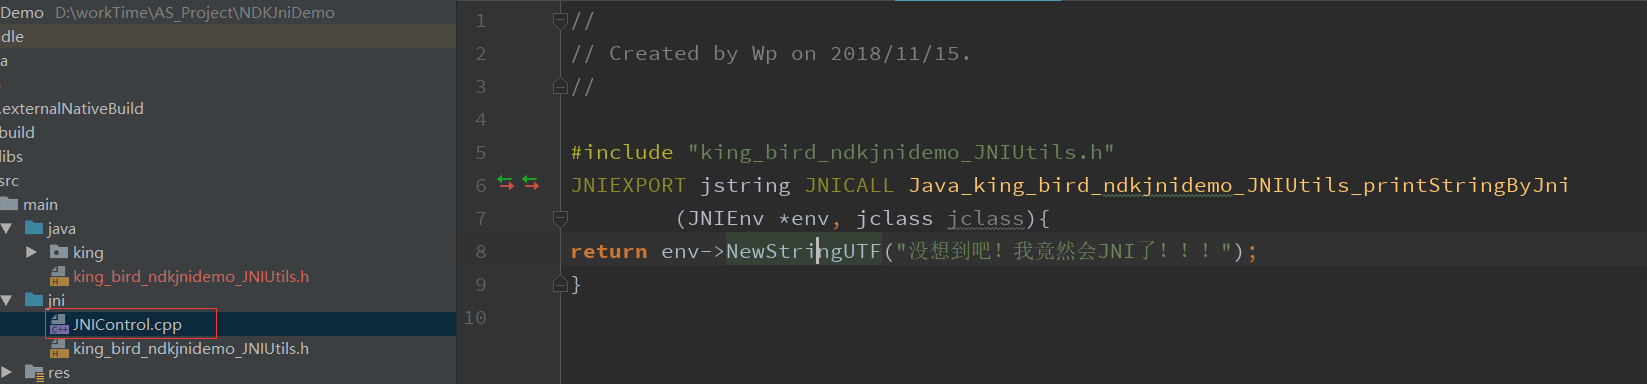 Demo D:\workTime\AS_Project\NDKJniDemo
dle
a
.externalNativeBuild
build
libs
src
main
java
king
king_bird_ndkjnidemo_JNIUtils.h
jni
JNIControl.cpp
C++
king_bird_ndkjnidemo_JNIUtils.h
res
1 //
2 // Created by Wp on 2018/11/15.
3 //
4
5 #include "king_bird_ndkjnidemo_JNIUtils.h"
6 JNIEXPORT jstring JNICALL Java_king_bird_ndkjnidemo_JNIUtils_printStringByJni
7 (JNIEnv *env, jclass jclass){
8 return env->NewStringUTF("没想到吧！我竟然会JNI了！！！");
9 }
10